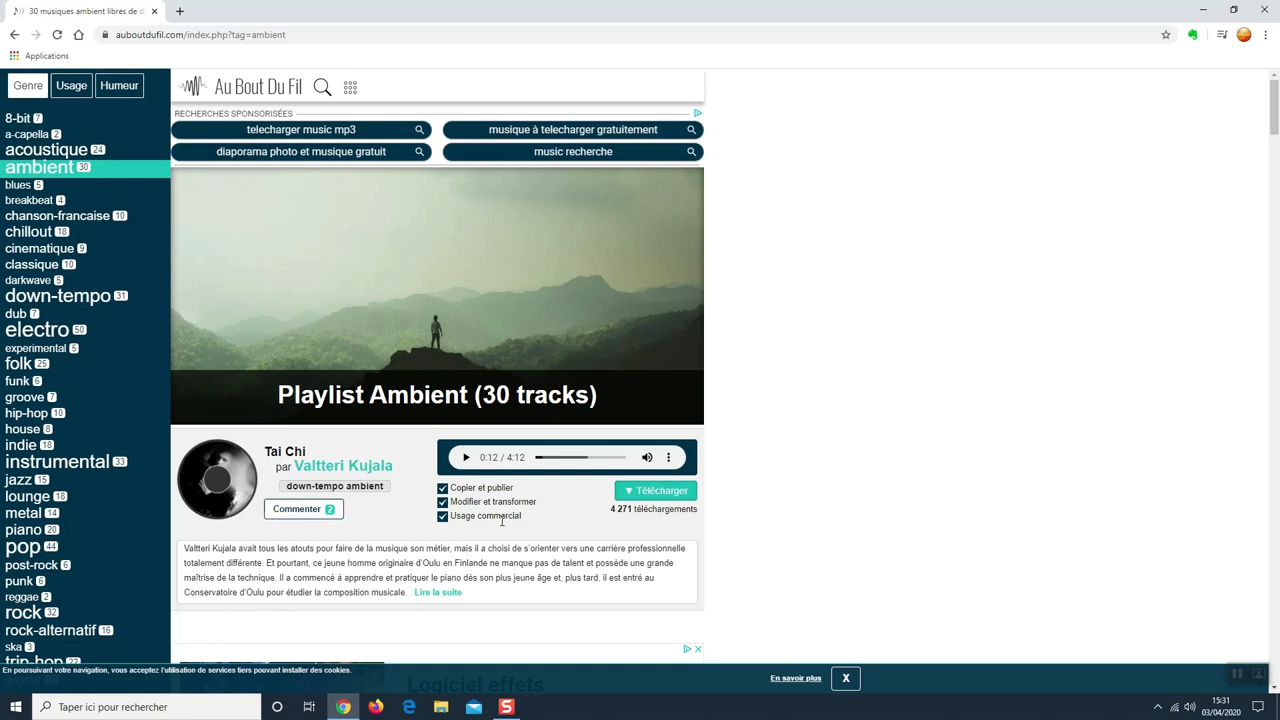 30 musiques ambient libres de d
auboutdufil.com/index.php?tag=ambient
Applications
Genre Usage Humeur
8-bit 7
a-capella 2
acoustique 24
ambient 30
blues 5
breakbeat 4
chanson-francaise 10
chillout 18
cinematique 9
classique 10
darkwave 5
down-tempo 31
dub 7
electro 50
experimental 5
folk 25
funk 6
groove 7
hip-hop 10
house 8
indie 18
instrumental 33
jazz 15
lounge 18
metal 14
piano 20
pop 44
post-rock 6
punk 6
reggae 2
rock 32
rock-alternatif 16
ska 3
trip-hop 22
Au Bout Du Fil
RECHERCHES SPONSORISÉES
telecharger music mp3
musique à telecharger gratuitement
diaporama photo et musique gratuit
music recherche
Playlist Ambient (30 tracks)
Tai Chi
par Valtteri Kujala
down-tempo ambient
Commenter 2
0:12 / 4:12
Copier et publier
Modifier et transformer
Usage commercial
▼ Télécharger
4 271 téléchargements
Valtteri Kujala avait tous les atouts pour faire de la musique son métier, mais il a choisi de s'orienter vers une carrière professionnelle
totalement différente. Et pourtant, ce jeune homme originaire d'Oulu en Finlande ne manque pas de talent et possède une grande
maîtrise de la technique. Il a commencé à apprendre et pratiquer le piano dès son plus jeune âge et, plus tard, il est entré au
Conservatoire d'Oulu pour étudier la composition musicale. Lire la suite
Logiciel effets
En poursuivant votre navigation, vous acceptez l'utilisation de services tiers pouvant installer des cookies.
En savoir plus X
Taper ici pour rechercher
15:31
03/04/2020